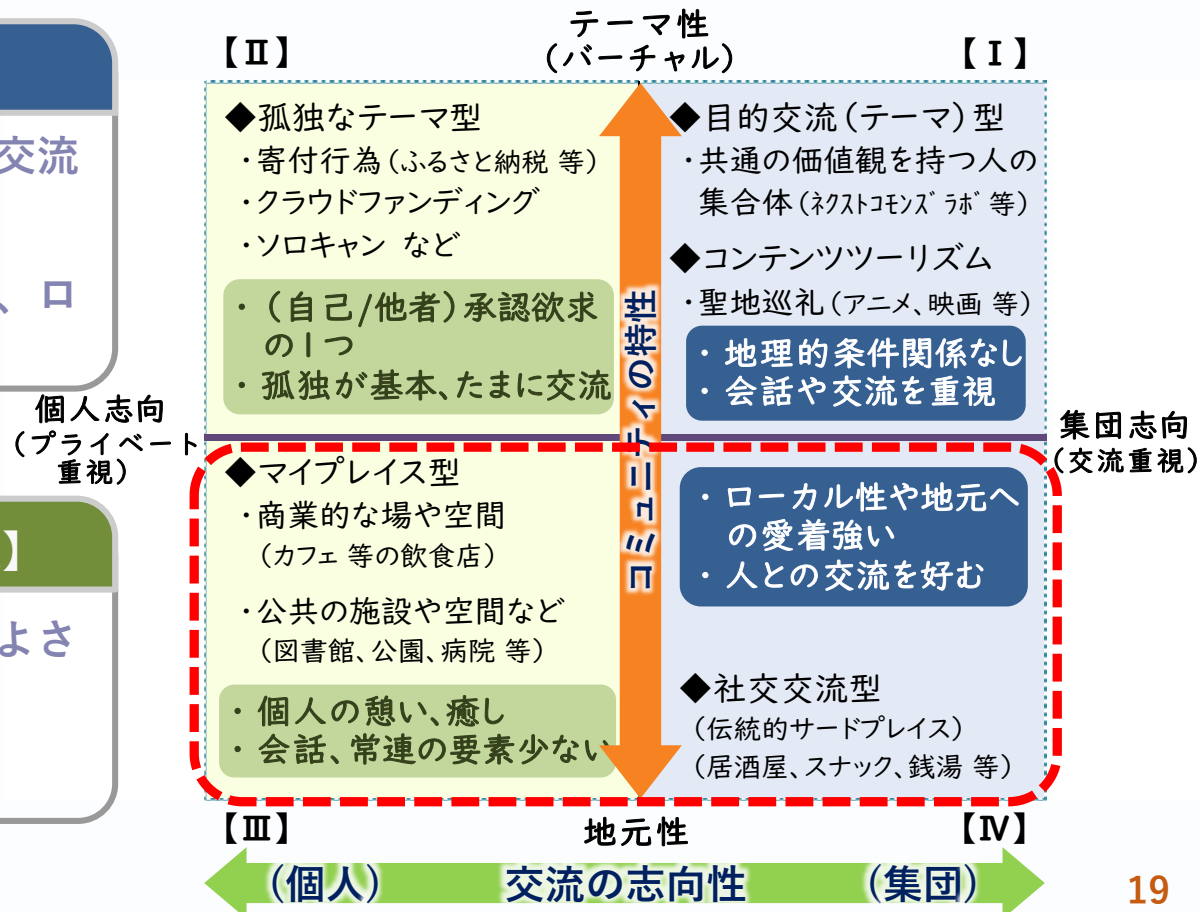 交流
、ロ
】
よさ
テーマ性
(バーチャル)
【Ⅱ】
【Ⅰ】
◆孤独なテーマ型
・寄付行為(ふるさと納税 等)
・クラウドファンディング
・ソロキャン など
・(自己/他者)承認欲求
の1つ
・孤独が基本、たまに交流
◆目的交流(テーマ)型
・共通の価値観を持つ人の
集合体(ネクストコモンズラボ 等)
◆コンテンツツーリズム
・聖地巡礼(アニメ、映画 等)
・地理的条件関係なし
・会話や交流を重視
コミュニティの特性
個人志向
(プライベート
重視)
集団志向
(交流重視)
◆マイプレイス型
・商業的な場や空間
(カフェ 等の飲食店)
・公共の施設や空間など
(図書館、公園、病院 等)
・個人の憩い、癒し
・会話、常連の要素少ない
・ローカル性や地元へ
の愛着強い
・人との交流を好む
◆社交交流型
(伝統的サードプレイス)
(居酒屋、スナック、銭湯 等)
【Ⅲ】
地元性
【Ⅳ】
(個人) 交流の志向性 (集団)
19